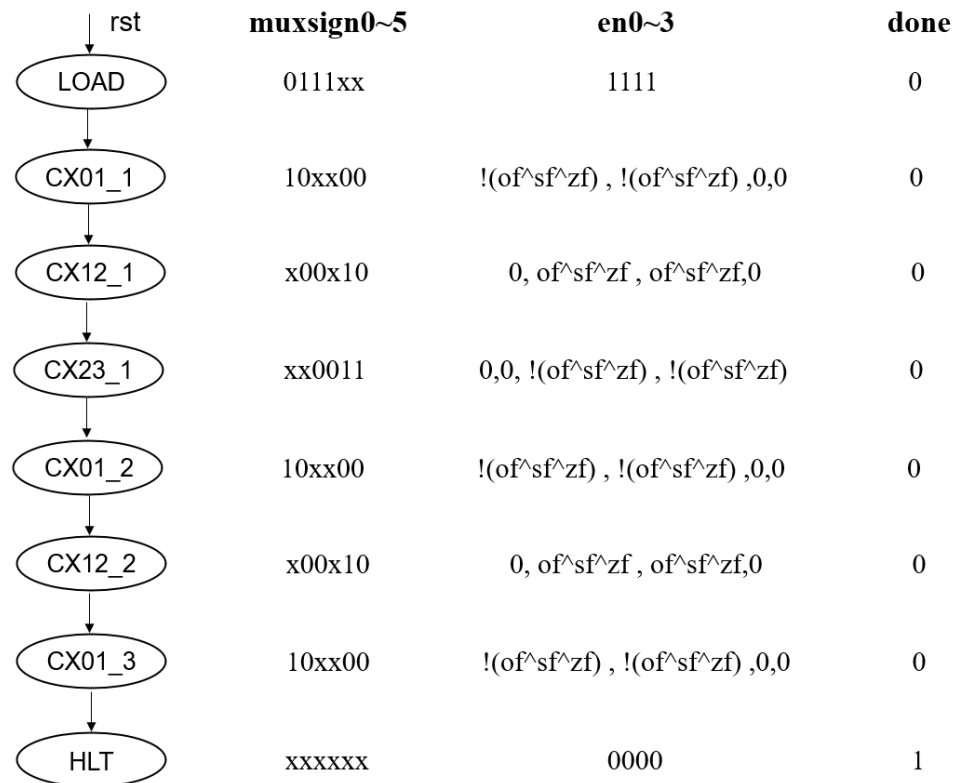 rst muxsign0~5 en0~3 done
LOAD 0111xx 1111 0
CX01_1 10xx00 !(of^sf^zf) , !(of^sf^zf) ,0,0 0
CX12_1 x00x10 0, of^sf^zf , of^sf^zf,0 0
CX23_1 xx0011 0,0, !(of^sf^zf) , !(of^sf^zf) 0
CX01_2 10xx00 !(of^sf^zf) , !(of^sf^zf) ,0,0 0
CX12_2 x00x10 0, of^sf^zf , of^sf^zf,0 0
CX01_3 10xx00 !(of^sf^zf) , !(of^sf^zf) ,0,0 0
HLT xxxxxx 0000 1